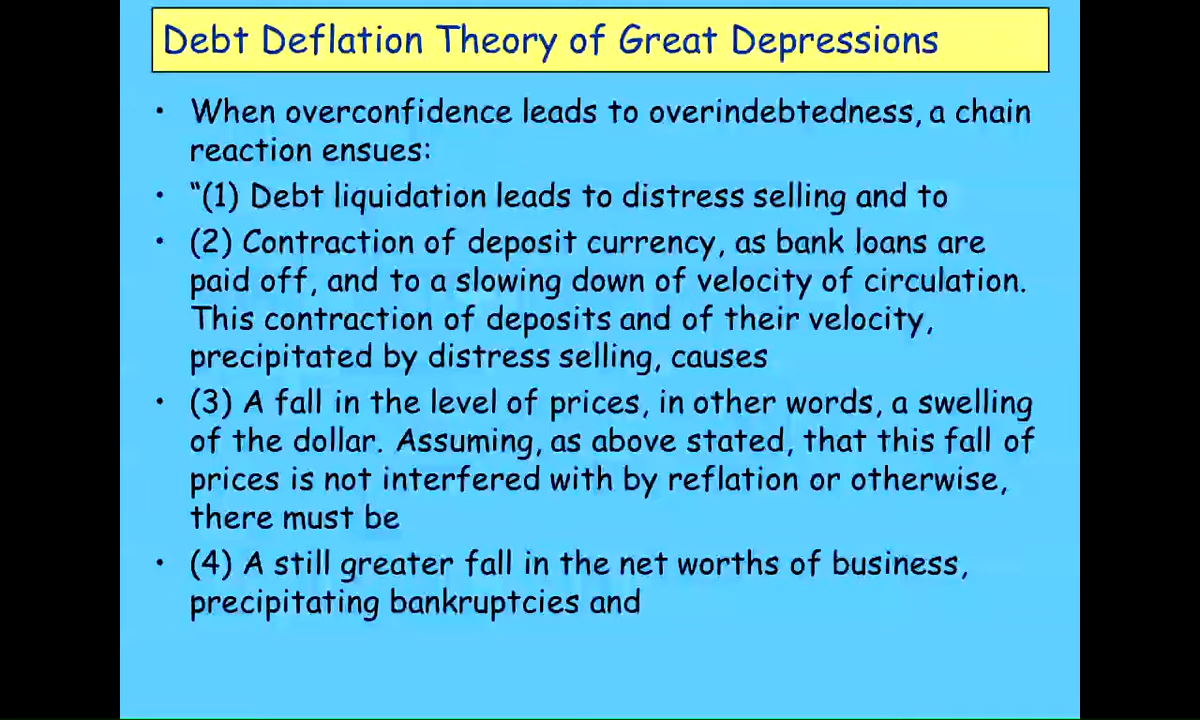 Debt Deflation Theory of Great Depressions
• When overconfidence leads to overindebtedness, a chain
reaction ensues:
• "(1) Debt liquidation leads to distress selling and to
• (2) Contraction of deposit currency, as bank loans are
paid off, and to a slowing down of velocity of circulation.
This contraction of deposits and of their velocity,
precipitated by distress selling, causes
• (3) A fall in the level of prices, in other words, a swelling
of the dollar. Assuming, as above stated, that this fall of
prices is not interfered with by reflation or otherwise,
there must be
• (4) A still greater fall in the net worths of business,
precipitating bankruptcies and